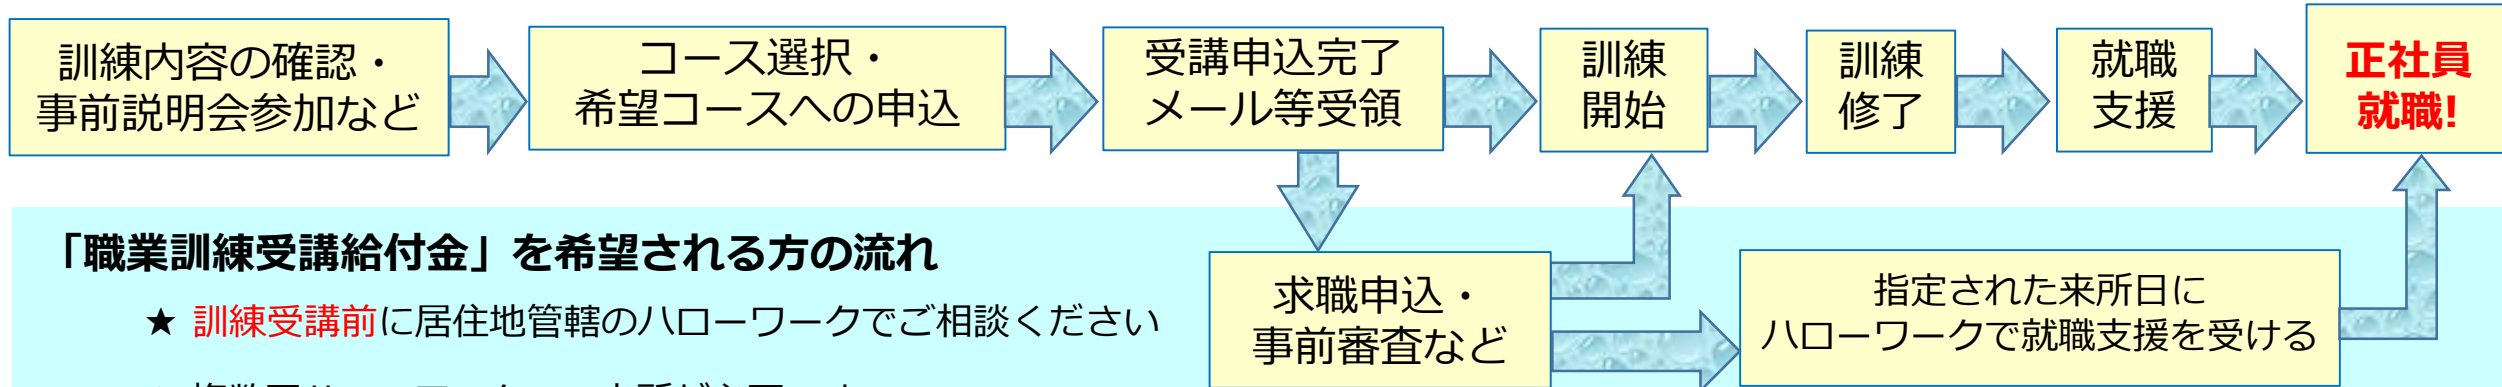 訓練内容の確認・
事前説明会参加など
コース選択・
希望コースへの申込
受講申込完了
メール等受領
訓練
開始
訓練
修了
就職
支援
正社員
就職!
「職業訓練受講給付金」を希望される方の流れ
★ 訓練受講前に居住地管轄のハローワークでご相談ください
求職申込・
事前審査など
指定された来所日に
ハローワークで就職支援を受ける